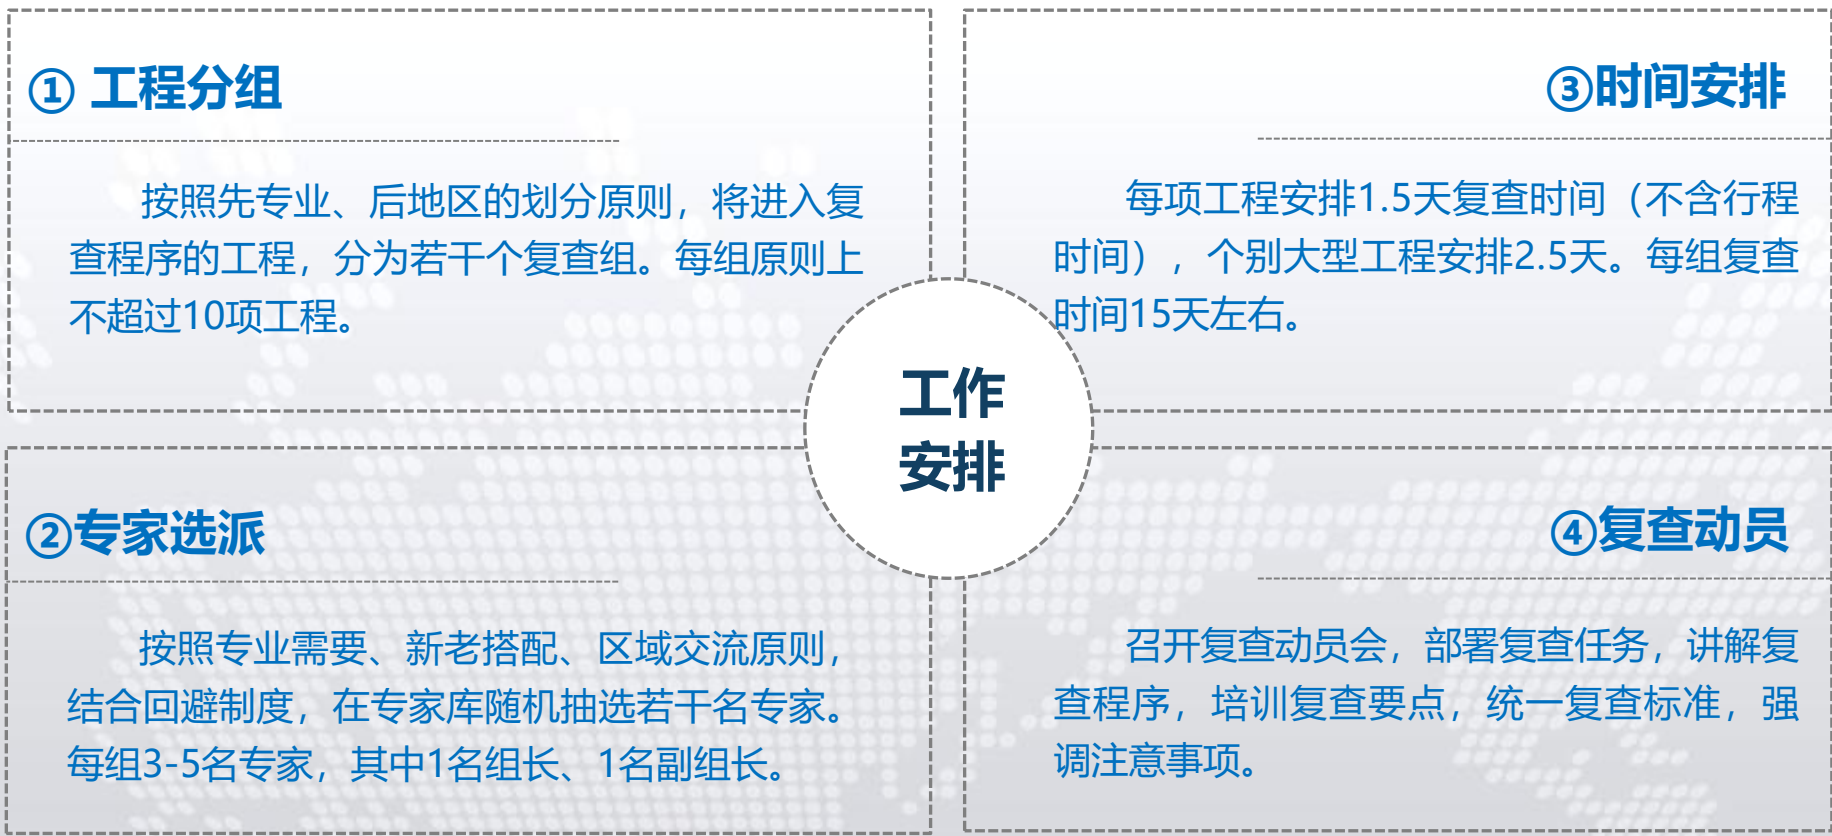 ① 工程分组
按照先专业、后地区的划分原则，将进入复
查程序的工程，分为若干个复查组。每组原则上
不超过10项工程。
②专家选派
按照专业需要、新老搭配、区域交流原则，
结合回避制度，在专家库随机抽选若干名专家。
每组3-5名专家，其中1名组长、1名副组长。
工作
安排
③时间安排
每项工程安排1.5天复查时间（不含行程
时间），个别大型工程安排2.5天。每组复查
时间15天左右。
④复查动员
召开复查动员会，部署复查任务，讲解复
查程序，培训复查要点，统一复查标准，强
调注意事项。